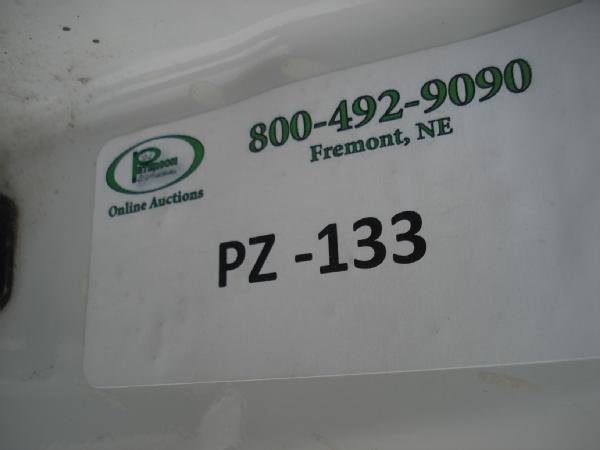 800-492-9090
Fremont, NE
Online Auctions
PZ -133